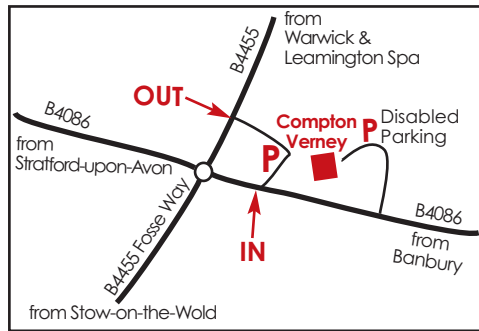 from
Warwick &
Leamington Spa
B4455
OUT
B4086
from
Stratford-upon-Avon
P
Compton
Verney
P
Disabled
Parking
B4455 Fosse Way
IN
B4086
from
Banbury
from Stow-on-the-Wold